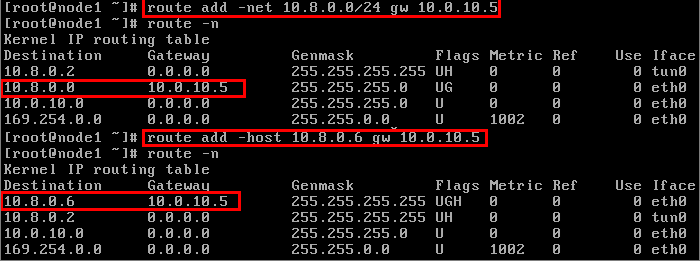 [root@node1 ~]# route add -net 10.8.0.0/24 gw 10.0.10.5
[root@node1 ~]# route -n
Kernel IP routing table
Destination Gateway Genmask Flags Metric Ref Use Iface
10.8.0.2 0.0.0.0 255.255.255.255 UH 0 0 0 tun0
10.8.0.0 10.0.10.5 255.255.255.0 UG 0 0 0 eth0
10.0.10.0 0.0.0.0 255.255.255.0 U 0 0 0 eth0
169.254.0.0 0.0.0.0 255.255.0.0 U 1002 0 0 eth0
[root@node1 ~]# route add -host 10.8.0.6 gw 10.0.10.5
[root@node1 ~]# route -n
Kernel IP routing table
Destination Gateway Genmask Flags Metric Ref Use Iface
10.8.0.6 10.0.10.5 255.255.255.255 UGH 0 0 0 eth0
10.8.0.2 0.0.0.0 255.255.255.255 UH 0 0 0 tun0
10.0.10.0 0.0.0.0 255.255.255.0 U 0 0 0 eth0
169.254.0.0 0.0.0.0 255.255.0.0 U 1002 0 0 eth0